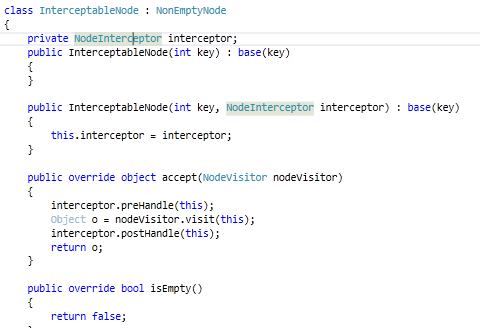 class InterceptableNode : NonEmptyNode
{
private NodeInterceptor interceptor;
public InterceptableNode(int key) : base(key)
{
}
public InterceptableNode(int key, NodeInterceptor interceptor) : base(key)
{
this.interceptor = interceptor;
}
public override object accept(NodeVisitor nodeVisitor)
{
interceptor.preHandle(this);
Object o = nodeVisitor.visit(this);
interceptor.postHandle(this);
return o;
}
public override bool isEmpty()
{
return false;
}